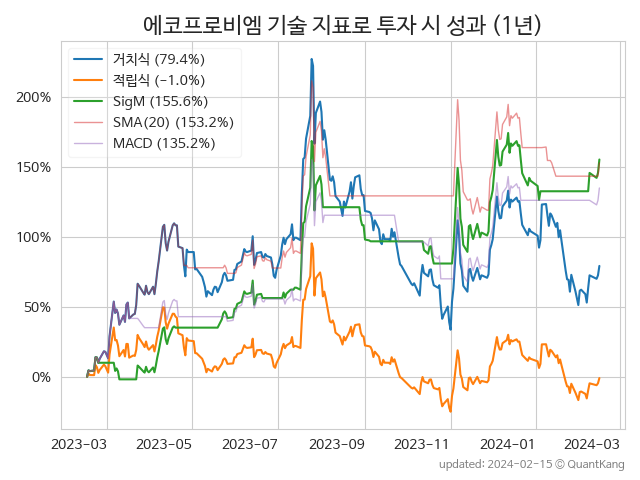 에코프로비엠 기술 지표로 투자 시 성과 (1년)
거치식 (79.4%)
적립식 (-1.0%)
SigM (155.6%)
SMA(20) (153.2%)
MACD (135.2%)
200%
150%
100%
50%
0%
2023-03 2023-05 2023-07 2023-09 2023-11 2024-01 2024-03
updated: 2024-02-15 ⓒ QuantKang